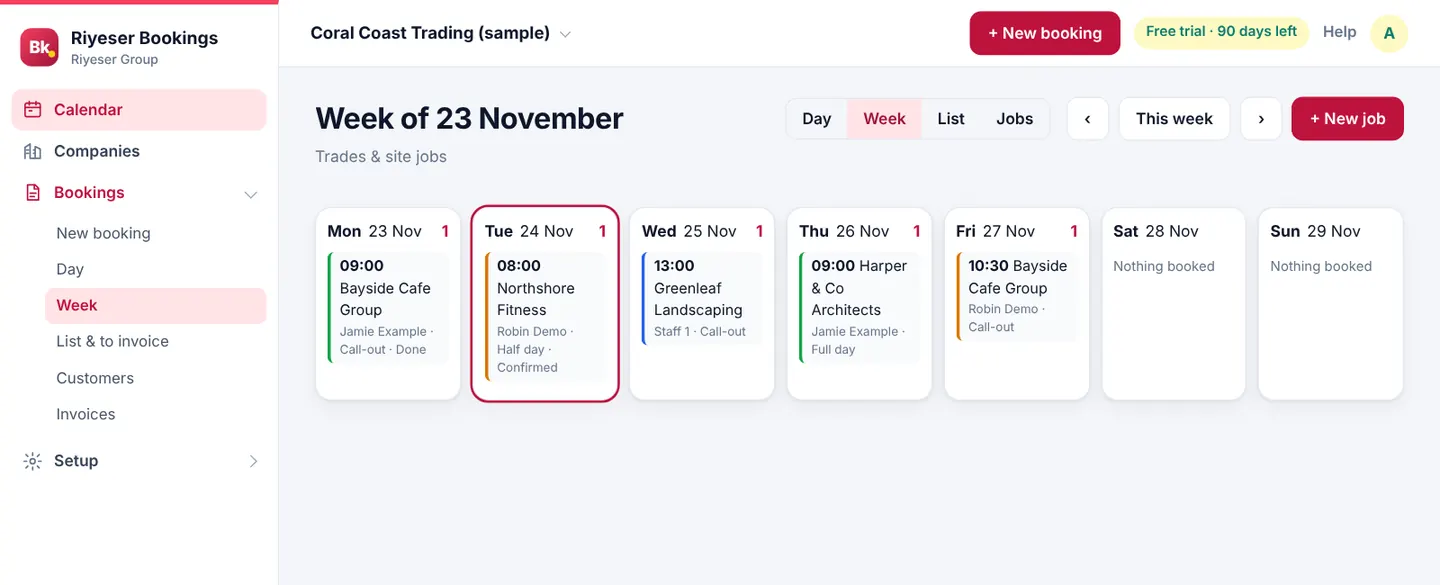 Bk
Riyeser Bookings
Riyeser Group
Calendar
Companies
Bookings
New booking
Day
Week
List & to invoice
Customers
Invoices
Setup
Coral Coast Trading (sample)
+ New booking
Free trial · 90 days left
Help
A
Week of 23 November
Trades & site jobs
Day
Week
List
Jobs
‹
This week
›
+ New job
Mon 23 Nov 1
09:00
Bayside Cafe
Group
Jamie Example ·
Call-out · Done
Tue 24 Nov 1
08:00
Northshore
Fitness
Robin Demo ·
Half day ·
Confirmed
Wed 25 Nov 1
13:00
Greenleaf
Landscaping
Staff 1 · Call-out
Thu 26 Nov 1
09:00 Harper
& Co
Architects
Jamie Example ·
Full day
Fri 27 Nov 1
10:30 Bayside
Cafe Group
Robin Demo ·
Call-out
Sat 28 Nov
Nothing booked
Sun 29 Nov
Nothing booked